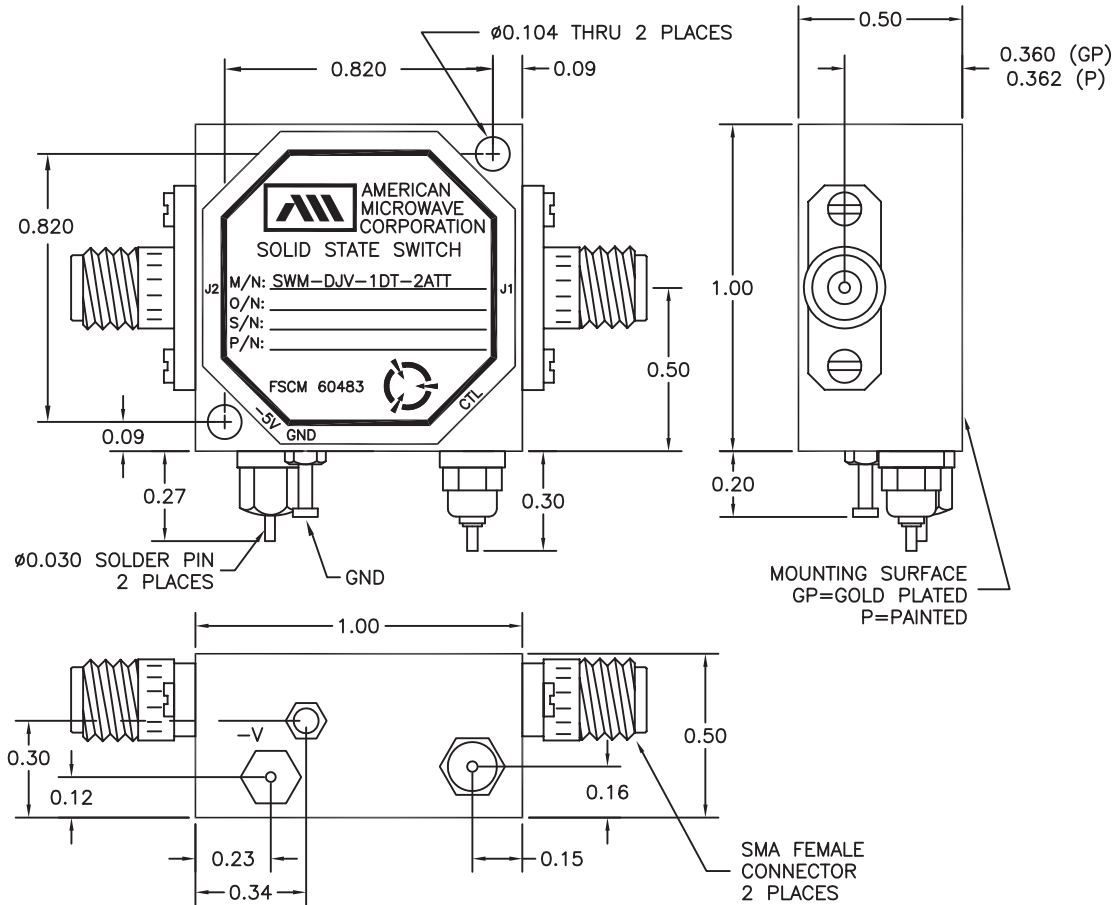 ø0.104 THRU 2 PLACES
0.50
0.820
0.09
0.360 (GP)
0.362 (P)
AMERICAN
MICROWAVE
CORPORATION
SOLID STATE SWITCH
0.820
J2
M/N: SWM-DJV-1DT-2ATT
J1
O/N:
S/N:
P/N:
1.00
0.50
FSCM 60483
-5V
GND
CTL
0.09
0.27
0.30
0.20
ø0.030 SOLDER PIN
2 PLACES
GND
MOUNTING SURFACE
GP=GOLD PLATED
P=PAINTED
1.00
-V
0.30
0.50
0.12
0.16
0.23
0.15
0.34
SMA FEMALE
CONNECTOR
2 PLACES